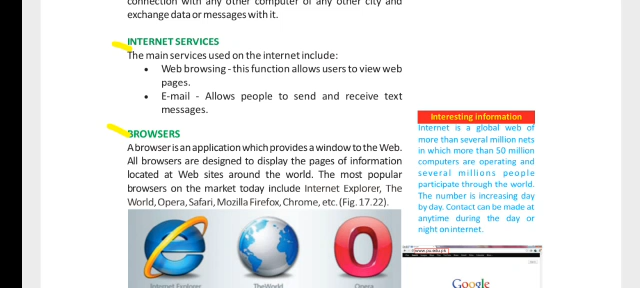 connection with any other computer of any other city and
exchange data or messages with it.
INTERNET SERVICES
The main services used on the internet include:
• Web browsing - this function allows users to view web
pages.
• E-mail - Allows people to send and receive text
messages.
BROWSERS
A browser is an application which provides a window to the Web.
All browsers are designed to display the pages of information
located at Web sites around the world. The most popular
browsers on the market today include Internet Explorer, The
World, Opera, Safari, Mozilla Firefox, Chrome, etc. (Fig. 17.22).
Internet Explorer TheWorld Opera
Interesting information
Internet is a global web of
more than several million nets
in which more than 50 million
computers are operating and
several millions people
participate through the world.
The number is increasing day
by day. Contact can be made at
anytime during the day or
night on internet.
Google